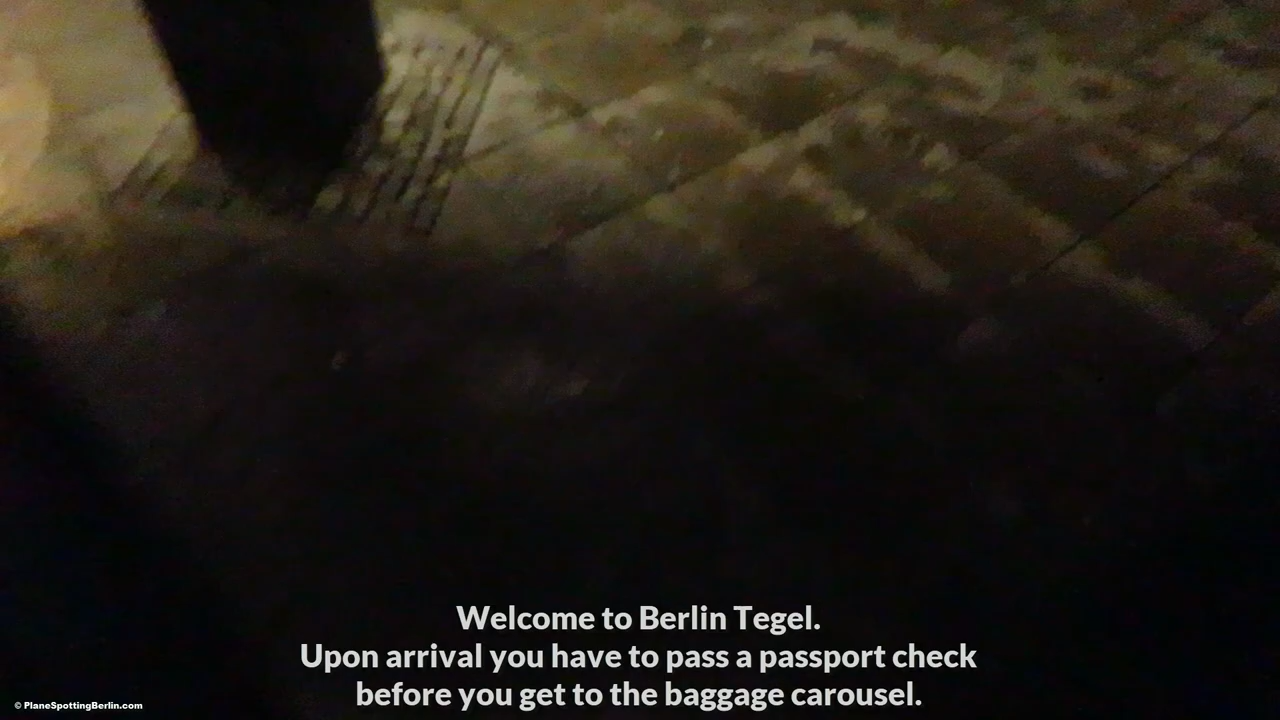 Welcome to Berlin Tegel.
Upon arrival you have to pass a passport check
before you get to the baggage carousel.
© PlaneSpottingBerlin.com